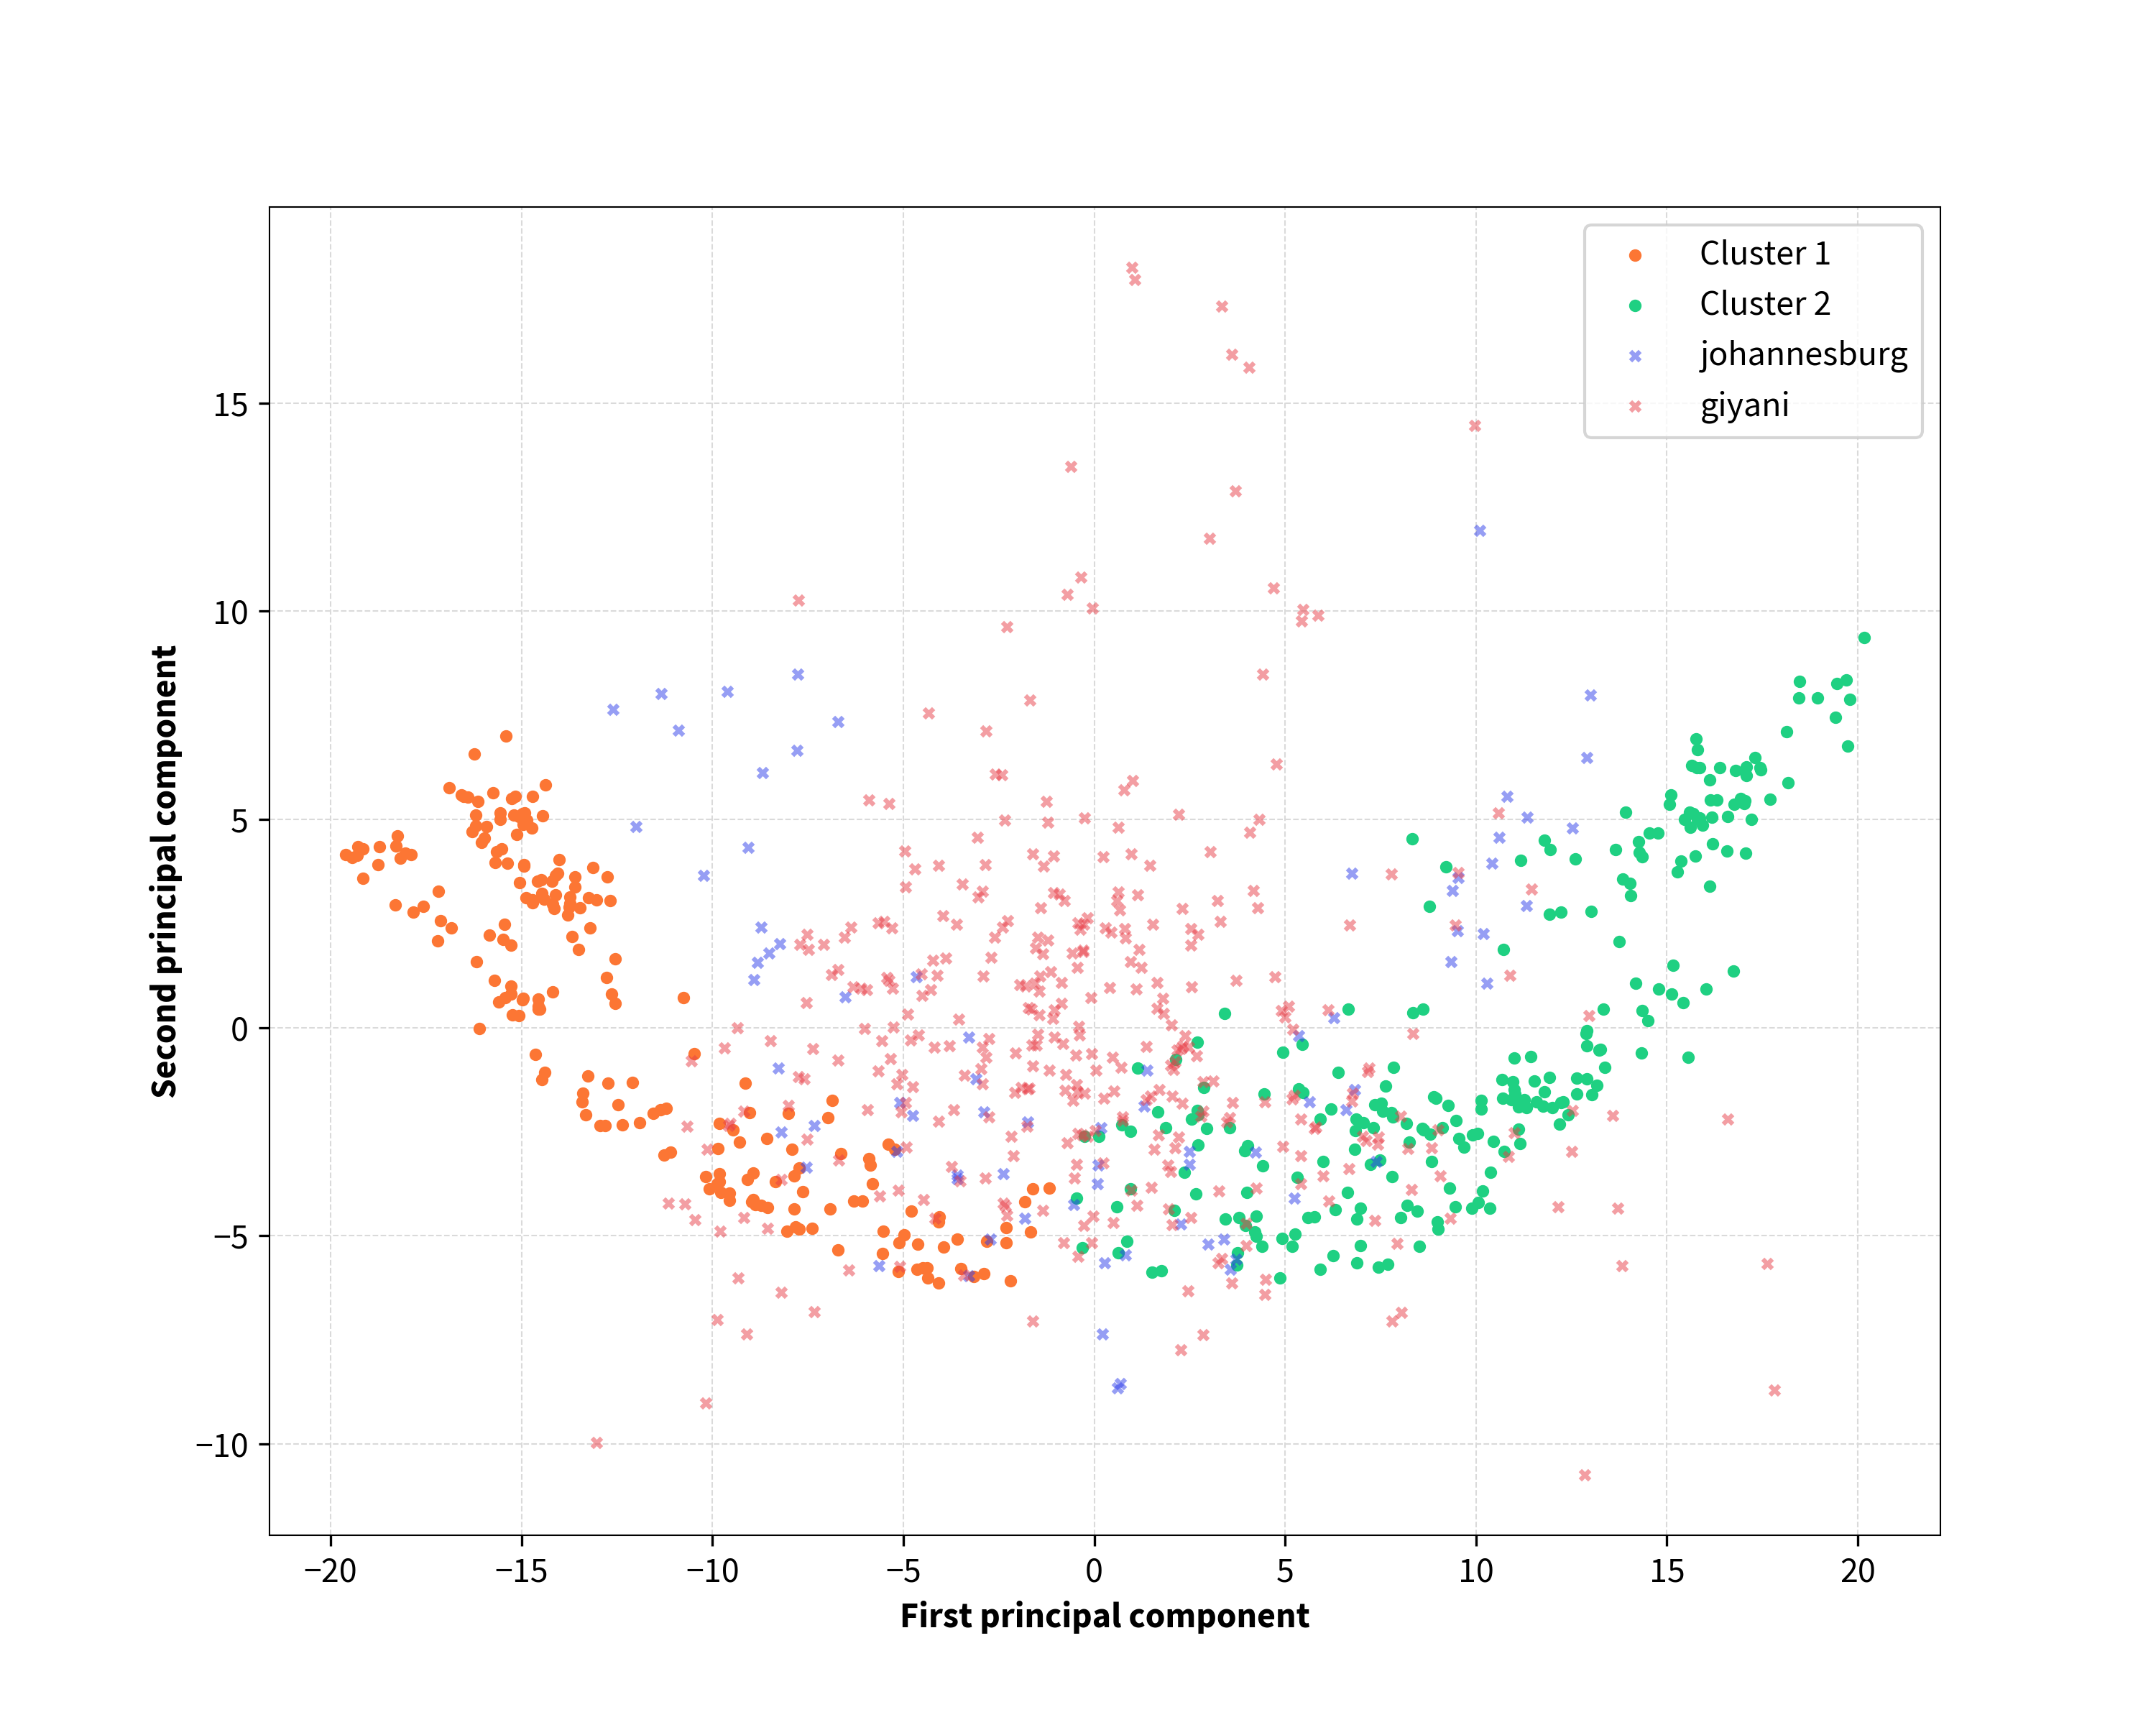 Cluster 1
Cluster 2
johannesburg
giyani
15
10
5
0
−5
−10
Second principal component
−20
−15
−10
−5
0
5
10
15
20
First principal component